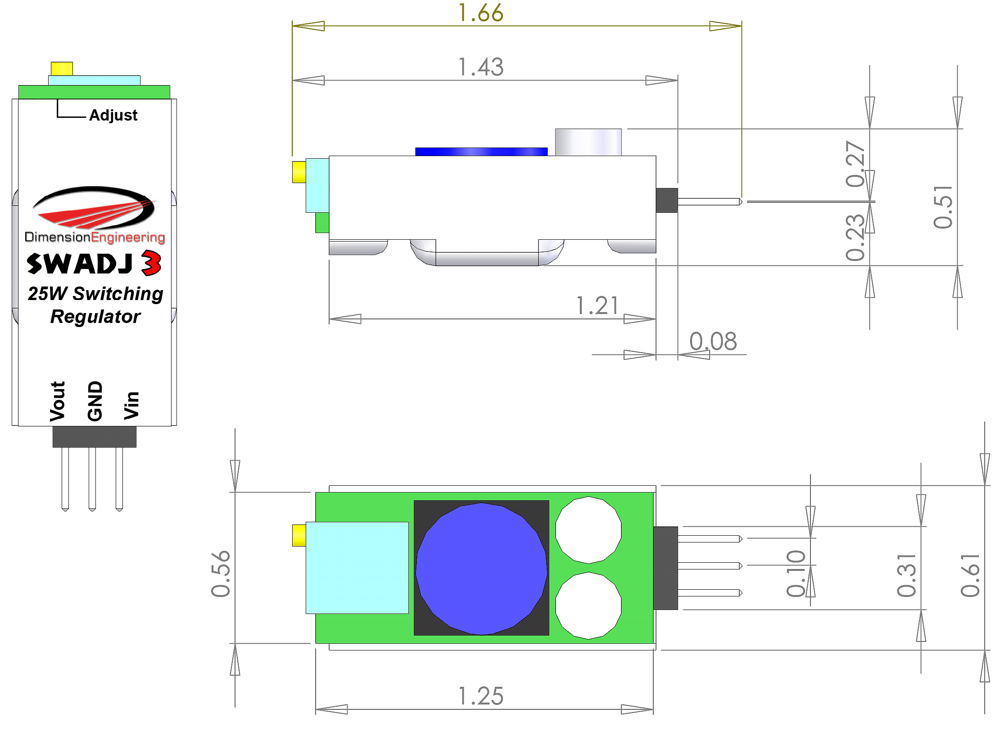 Adjust
DimensionEngineering
SWADJ 3
25W Switching
Regulator
Vout
GND
Vin
1.66
1.43
0.27
0.51
0.23
1.21
0.08
0.56
0.10
0.31
0.61
1.25